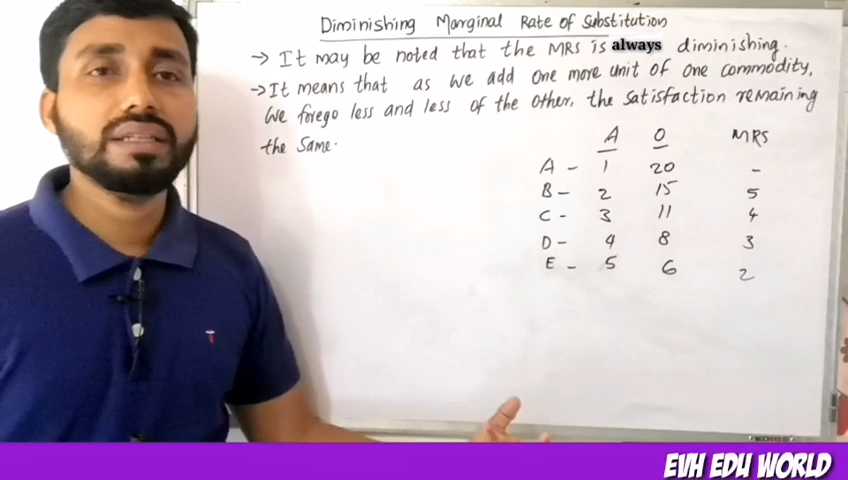 Diminishing Marginal Rate of Substitution
→ It may be noted that the MRS is always diminishing.
→ It means that as we add one more unit of one commodity,
we forego less and less of the other, the satisfaction remaining
the same.
A O MRS
A - 1 20 -
B - 2 15 5
C - 3 11 4
D - 4 8 3
E - 5 6 2
T
EVH EDU WORLD